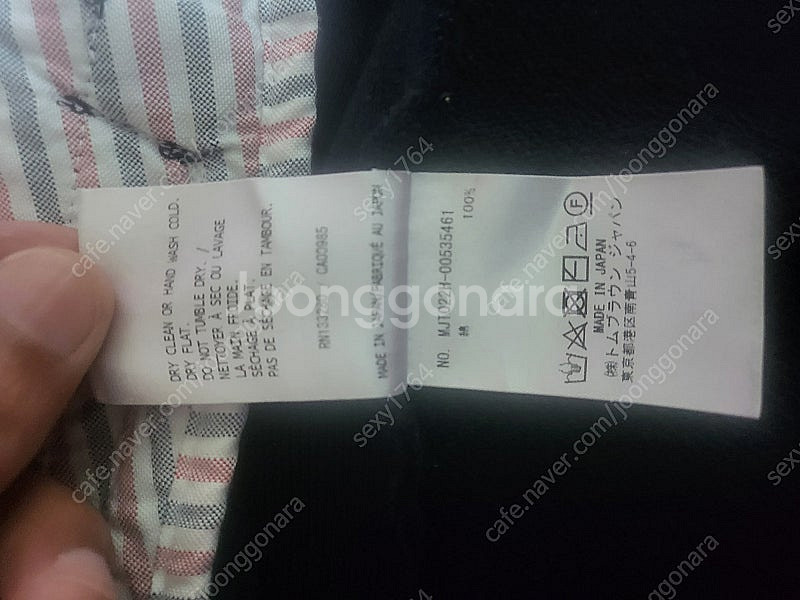 DRY CLEAN OR HAND WASH COLD.
DRY FLAT.
DO NOT TUMBLE DRY. /
NETTOYER À SEC OU LAVAGE
LA MAIN FROIDE.
SÉCHAGE À PLAT.
PAS DE SÉCHAGE EN TAMBOUR.
CA00985
MADE IN JAPAN/FABRIQUÉ AU JAPON
NO. MJT022H-00535461
綿 100%
MADE IN JAPAN
㈱トムブラウン ジャパン
東京都港区南青山5-4-6
Joonggonara
cafe.naver.com/joonggonara
sexy1764